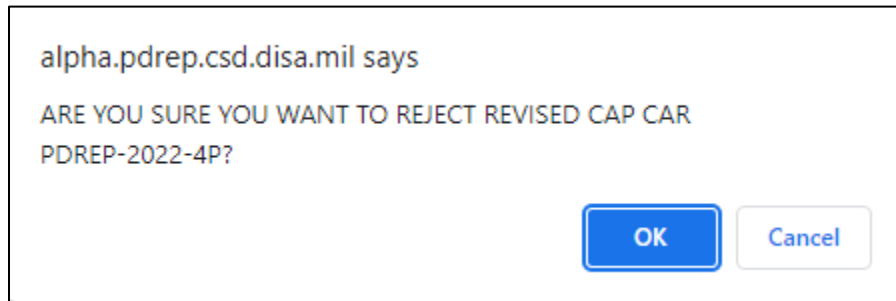 alpha.pdrep.csd.disa.mil says
ARE YOU SURE YOU WANT TO REJECT REVISED CAP CAR
PDREP-2022-4P?
OK
Cancel